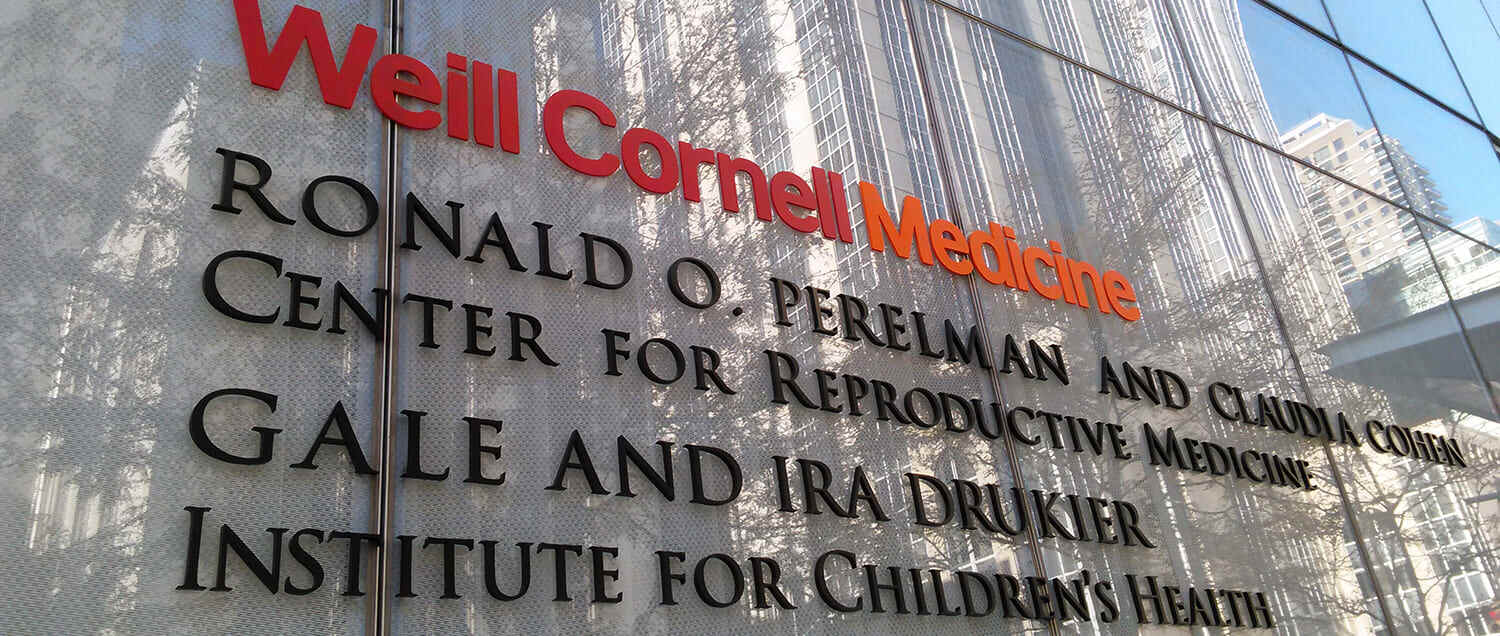 Weill Cornell Medicine
RONALD O. PERELMAN AND CLAUDIA COHEN
CENTER FOR REPRODUCTIVE MEDICINE
GALE AND IRA DRUKIER
INSTITUTE FOR CHILDREN'S HEALTH